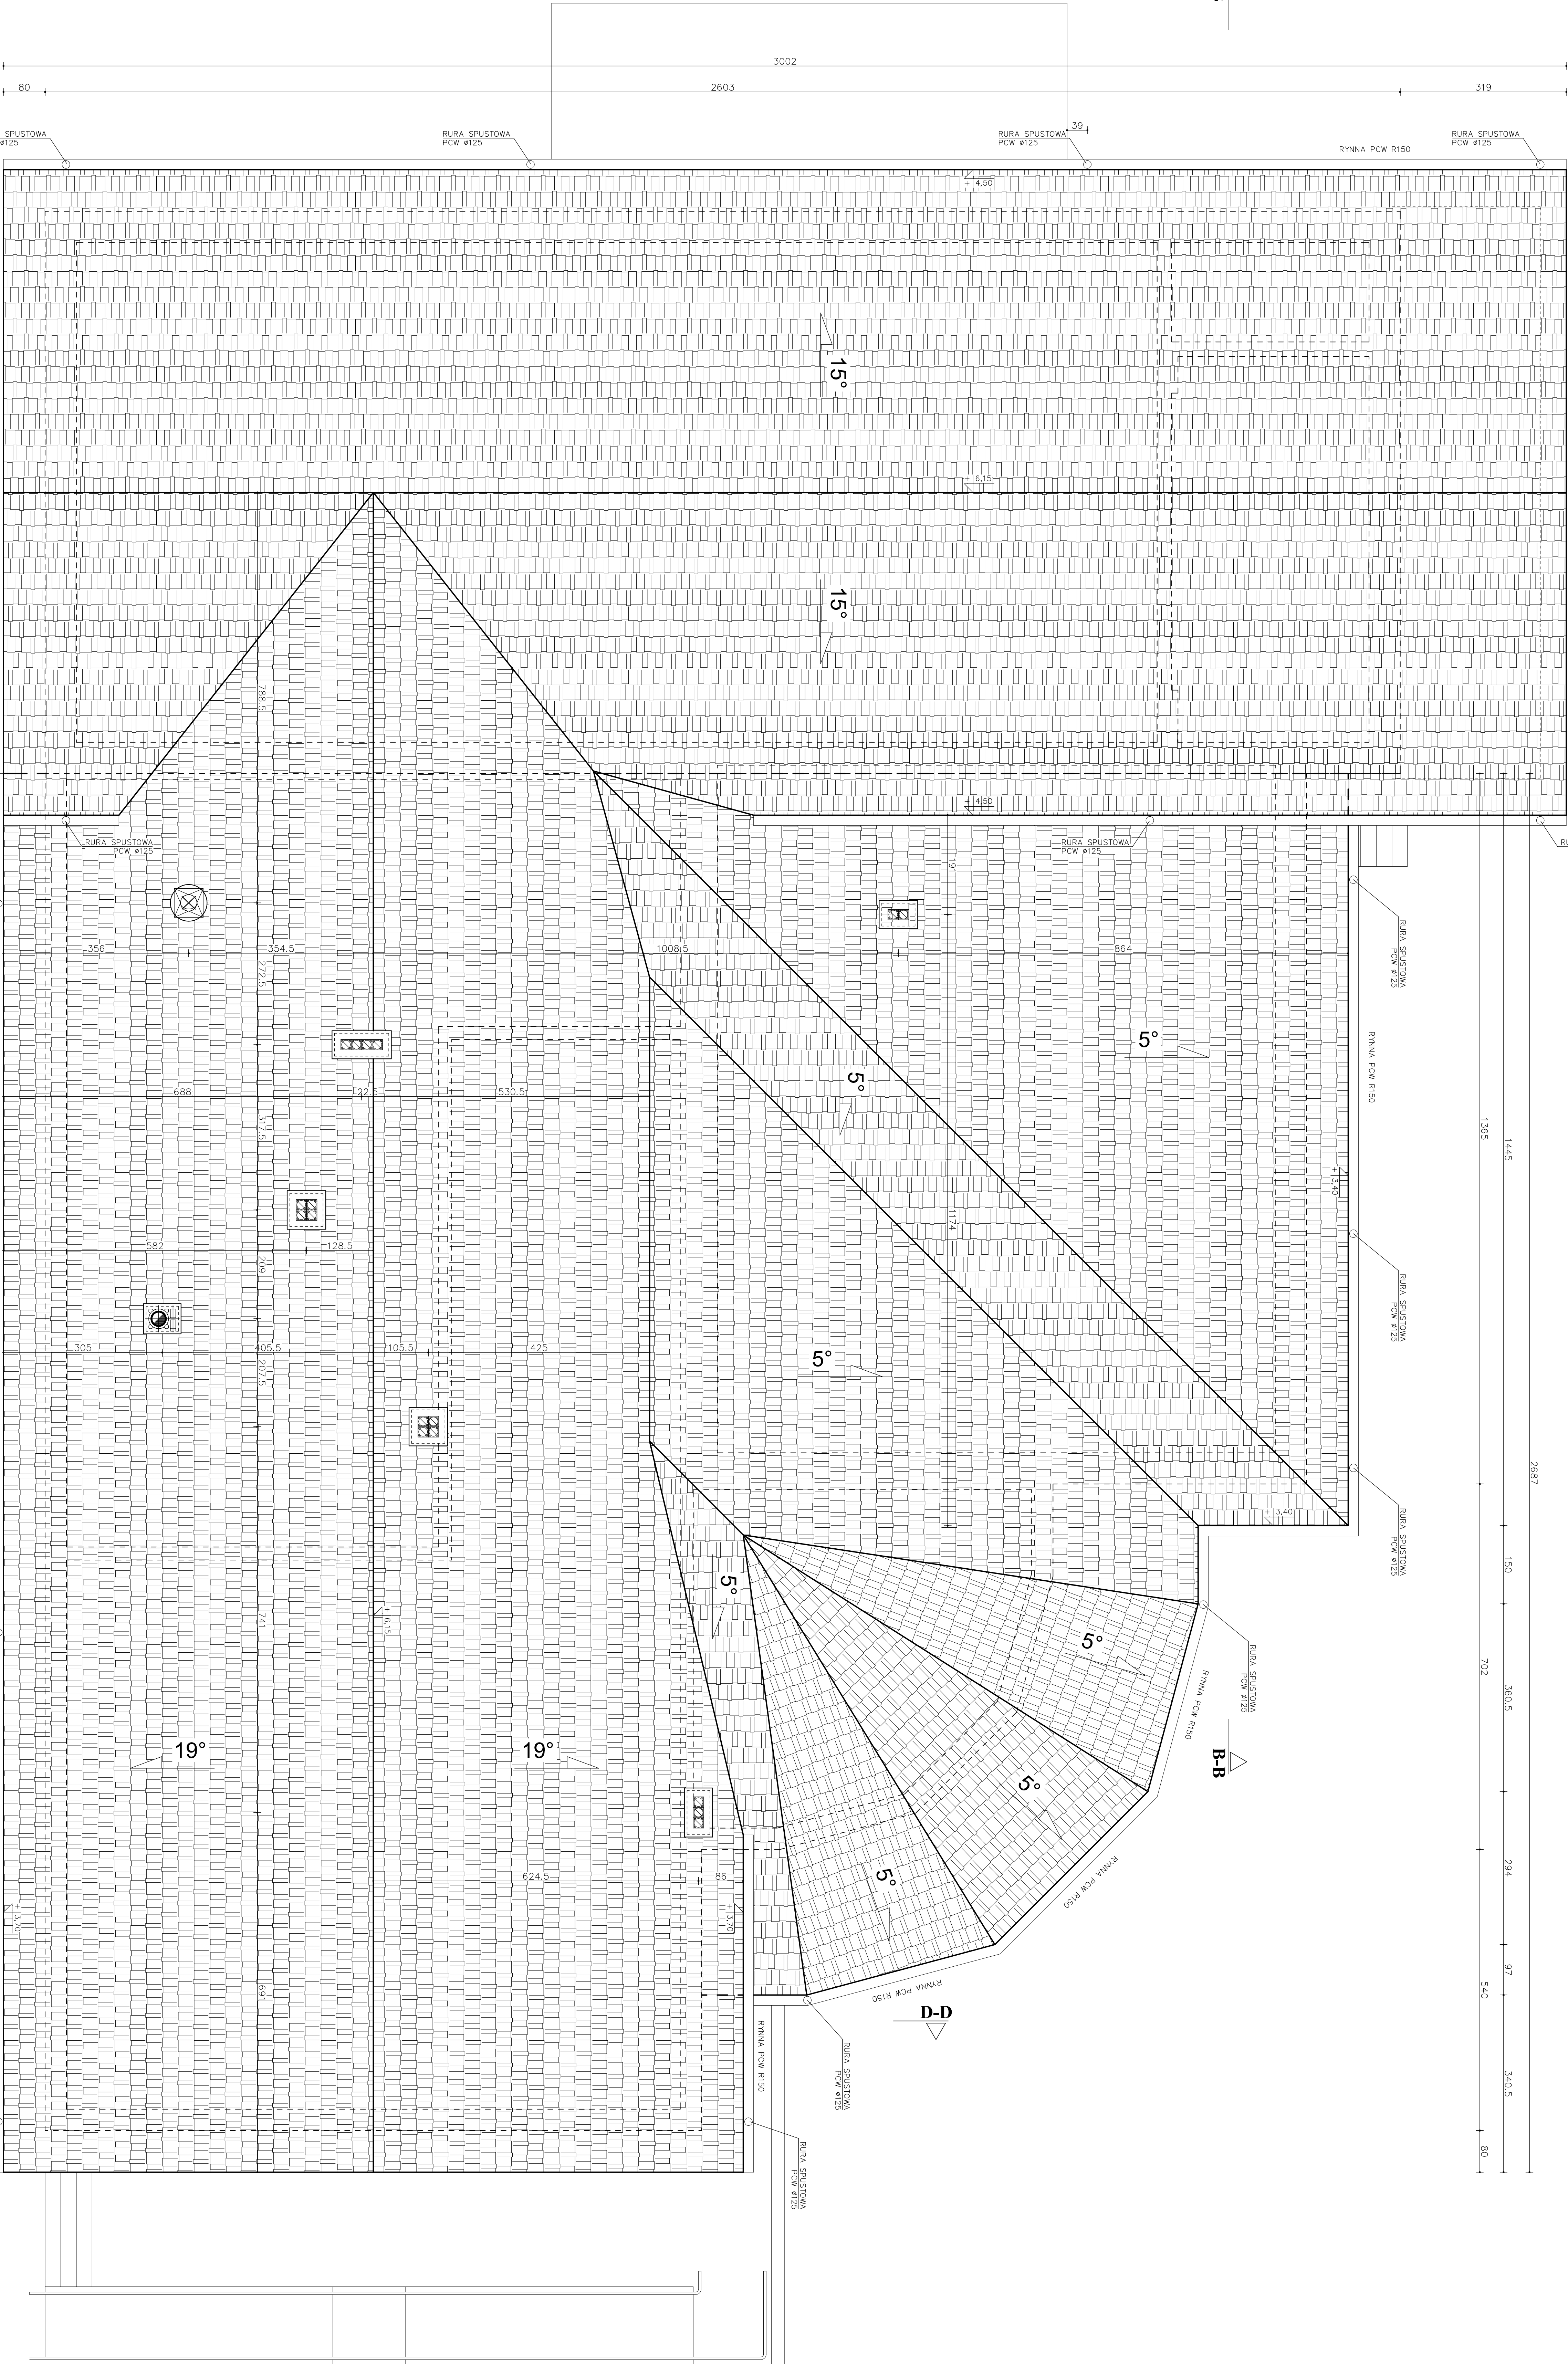 3002
80
2603
319
39
SPUSTOWA
ø125
RURA SPUSTOWA
PCW ø125
RURA SPUSTOWA
PCW ø125
RYNNA PCW R150
RURA SPUSTOWA
PCW ø125
+ 4,50
15°
+ 6,15
15°
788.5
+ 4,50
RURA SPUSTOWA
PCW ø125
RURA SPUSTOWA
PCW ø125
RU
191
356
354.5
1008.5
864
272.5
RURA SPUSTOWA
PCW ø125
5°
RYNNA PCW R150
5°
688
22.5
530.5
317.5
1365
1445
+ 3,40
1174
582
128.5
209
RURA SPUSTOWA
PCW ø125
305
405.5
105.5
425
5°
207.5
2687
+ 3,40
RURA SPUSTOWA
PCW ø125
150
5°
741
+ 6,15
5°
RURA SPUSTOWA
PCW ø125
702
360.5
RYNNA PCW R150
19°
19°
B-B
5°
RYNNA PCW R150
294
624.5
86
5°
+ 3,70
+ 3,70
97
540
691
RYNNA PCW R150
D-D
RYNNA PCW R150
RURA SPUSTOWA
PCW ø125
340.5
80
RURA SPUSTOWA
PCW ø125